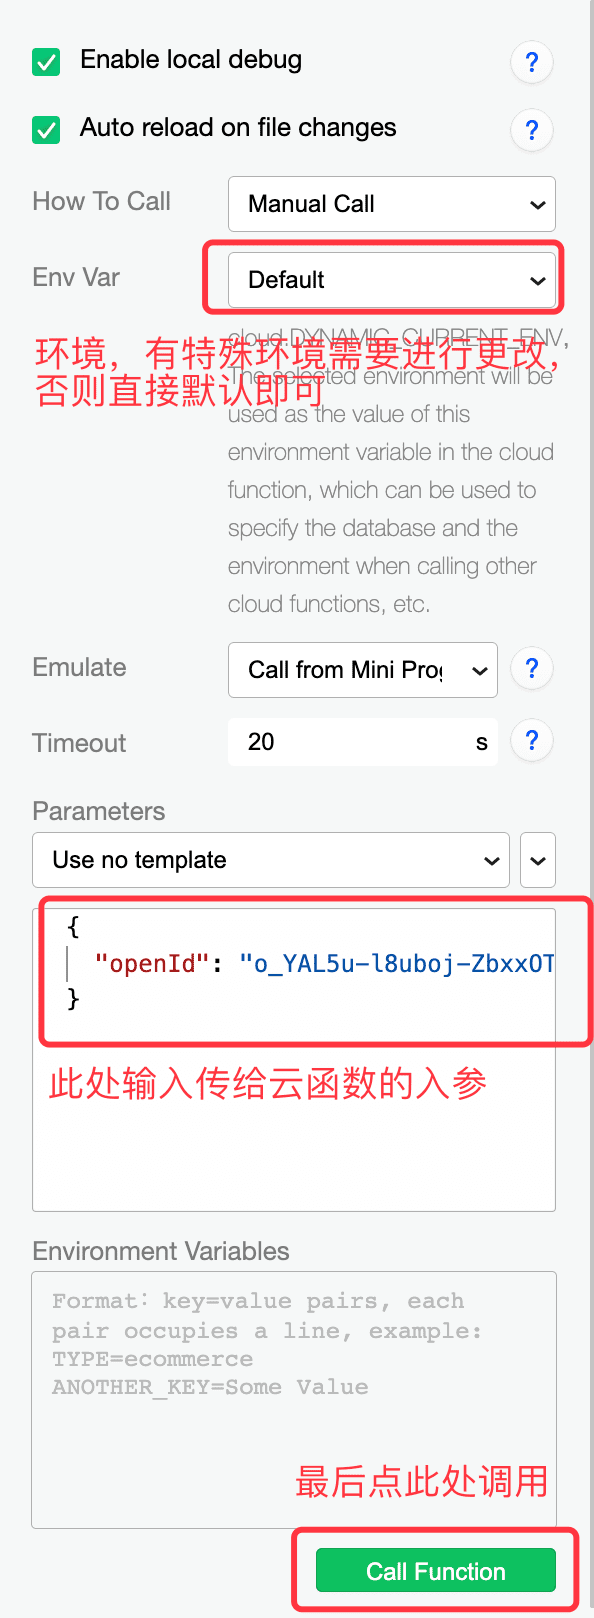 Enable local debug
?
Auto reload on file changes
?
How To Call
Manual Call
Env Var
Default
cloud.DYNAMIC_CURRENT_ENV,
环境，有特殊环境需要进行更改，
The selected environment will be
否则直接默认即可
used as the value of this
environment variable in the cloud
function, which can be used to
specify the database and the
environment when calling other
cloud functions, etc.
Emulate
Call from Mini Prog
?
Timeout
20
s
?
Parameters
Use no template
{
"openId": "o_YAL5u-l8uboj-ZbxxOT
}
此处输入传给云函数的入参
Environment Variables
Format: key=value pairs, each
pair occupies a line, example:
TYPE=ecommerce
ANOTHER_KEY=Some Value
最后点此处调用
Call Function